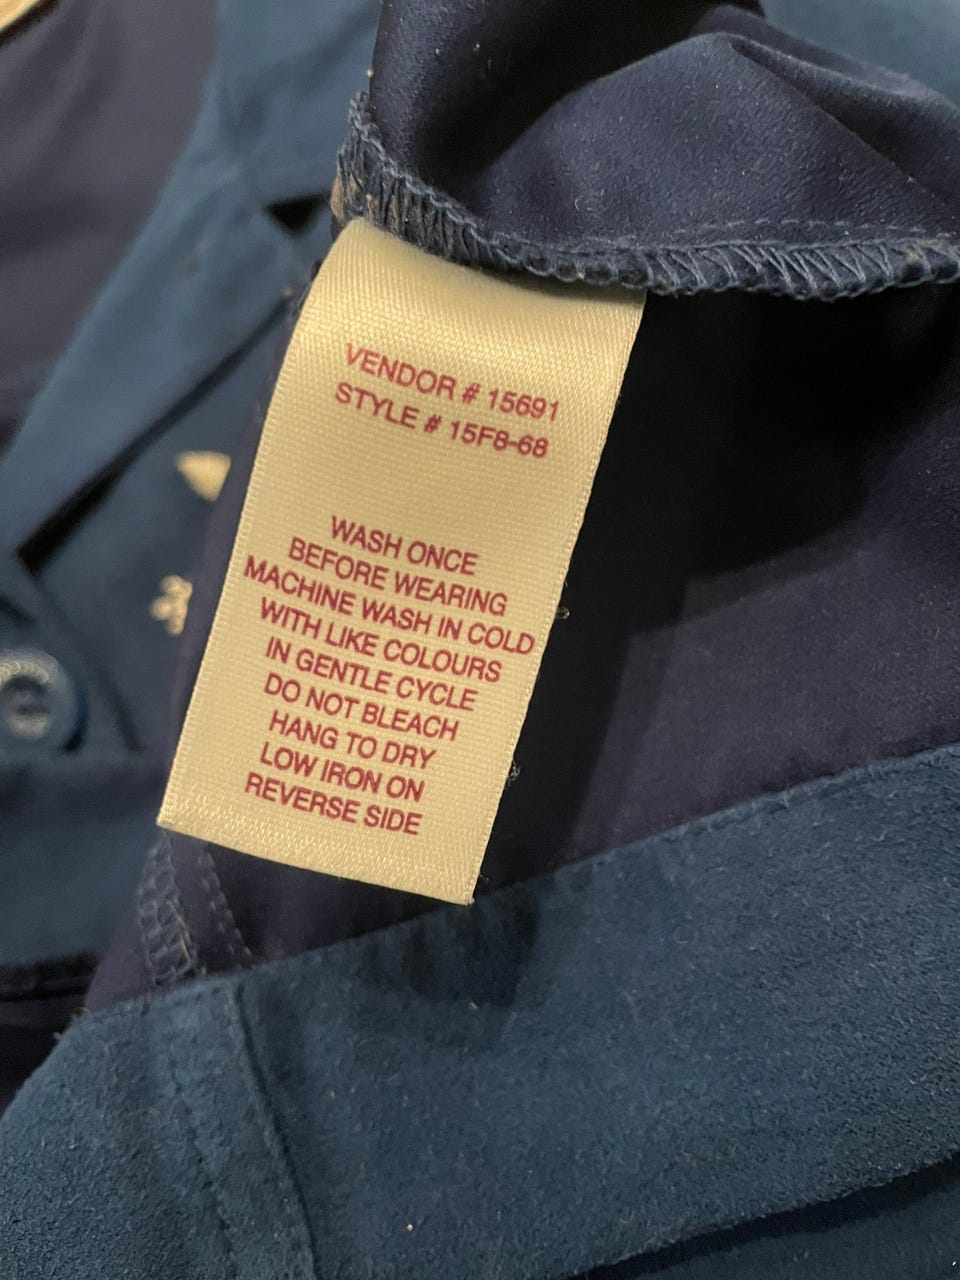 VENDOR # 15691
STYLE # 15F8-68
WASH ONCE
BEFORE WEARING
MACHINE WASH IN COLD
WITH LIKE COLOURS
IN GENTLE CYCLE
DO NOT BLEACH
HANG TO DRY
LOW IRON ON
REVERSE SIDE